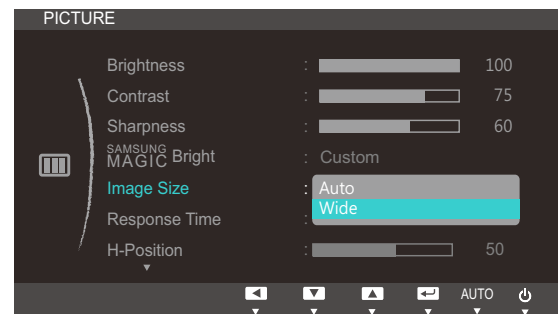 PICTURE
Brightness : 100
Contrast : 75
Sharpness : 60
SAMSUNG MAGIC Bright : Custom
Image Size : Auto
Wide
Response Time :
H-Position : 50
AUTO